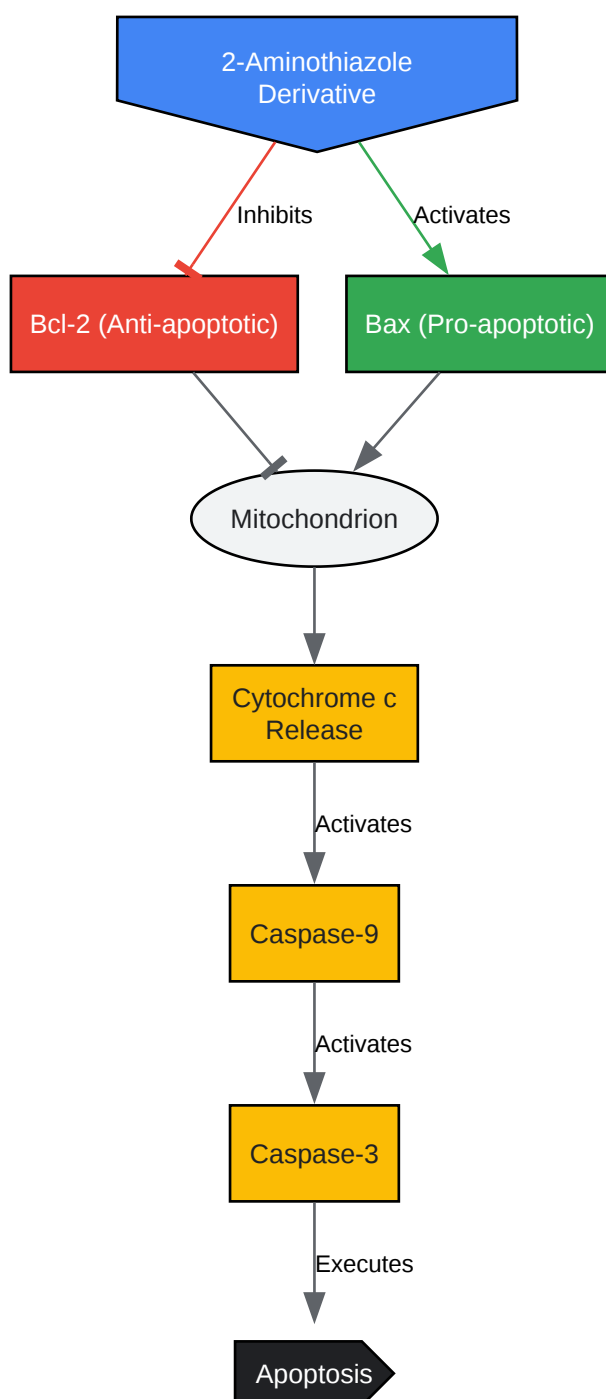 2-Aminothiazole
Derivative
Inhibits
Activates
Bcl-2 (Anti-apoptotic)
Bax (Pro-apoptotic)
Mitochondrion
Cytochrome c
Release
Activates
Caspase-9
Activates
Caspase-3
Executes
Apoptosis